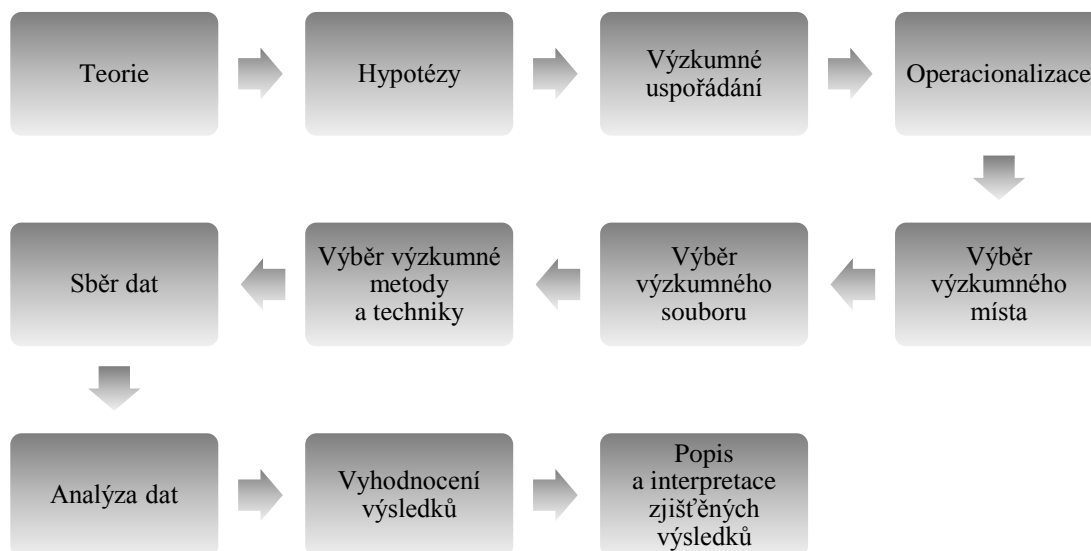 Teorie
Hypotézy
Výzkumné
uspořádání
Operacionalizace
Výběr
výzkumného
místa
Výběr
výzkumného
souboru
Výběr výzkumné
metody
a techniky
Sběr dat
Analýza dat
Vyhodnocení
výsledků
Popis
a interpretace
zjišťěných
výsledků